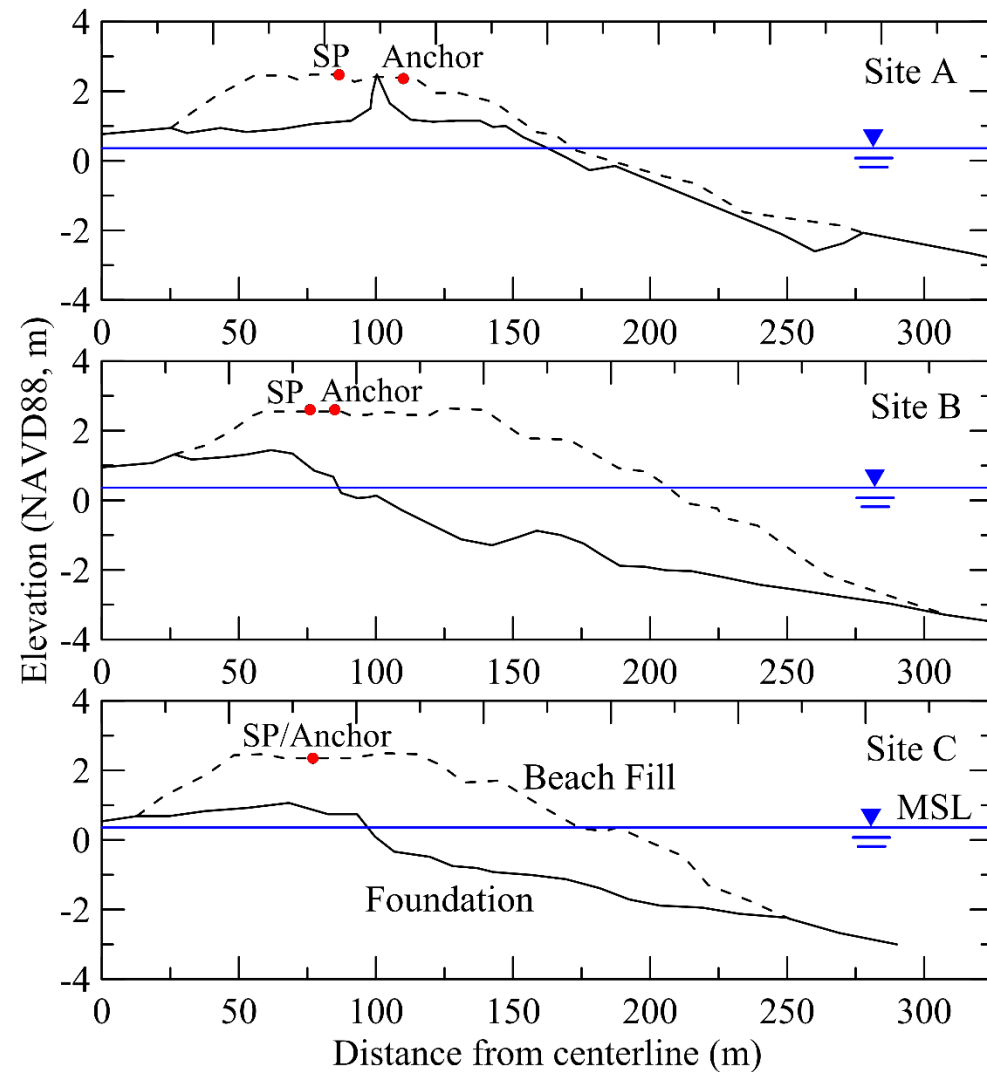 Elevation (NAVD88, m)
4
2
0
-2
-4
SP
Anchor
Site A
0 50 100 150 200 250 300
4
2
0
-2
-4
SP
Anchor
Site B
0 50 100 150 200 250 300
4
2
0
-2
-4
SP/Anchor
Site C
Beach Fill
MSL
Foundation
0 50 100 150 200 250 300
Distance from centerline (m)